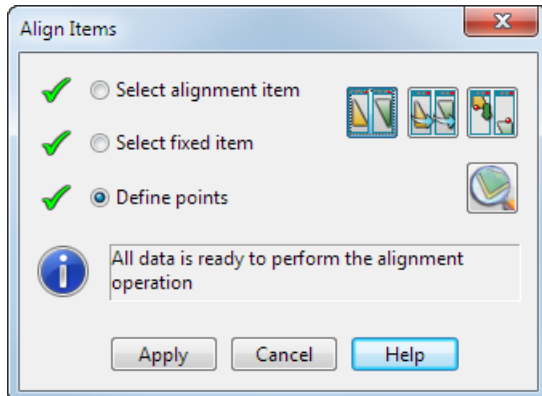 Align Items
Select alignment item
Select fixed item
Define points
All data is ready to perform the alignment
operation
Apply
Cancel
Help